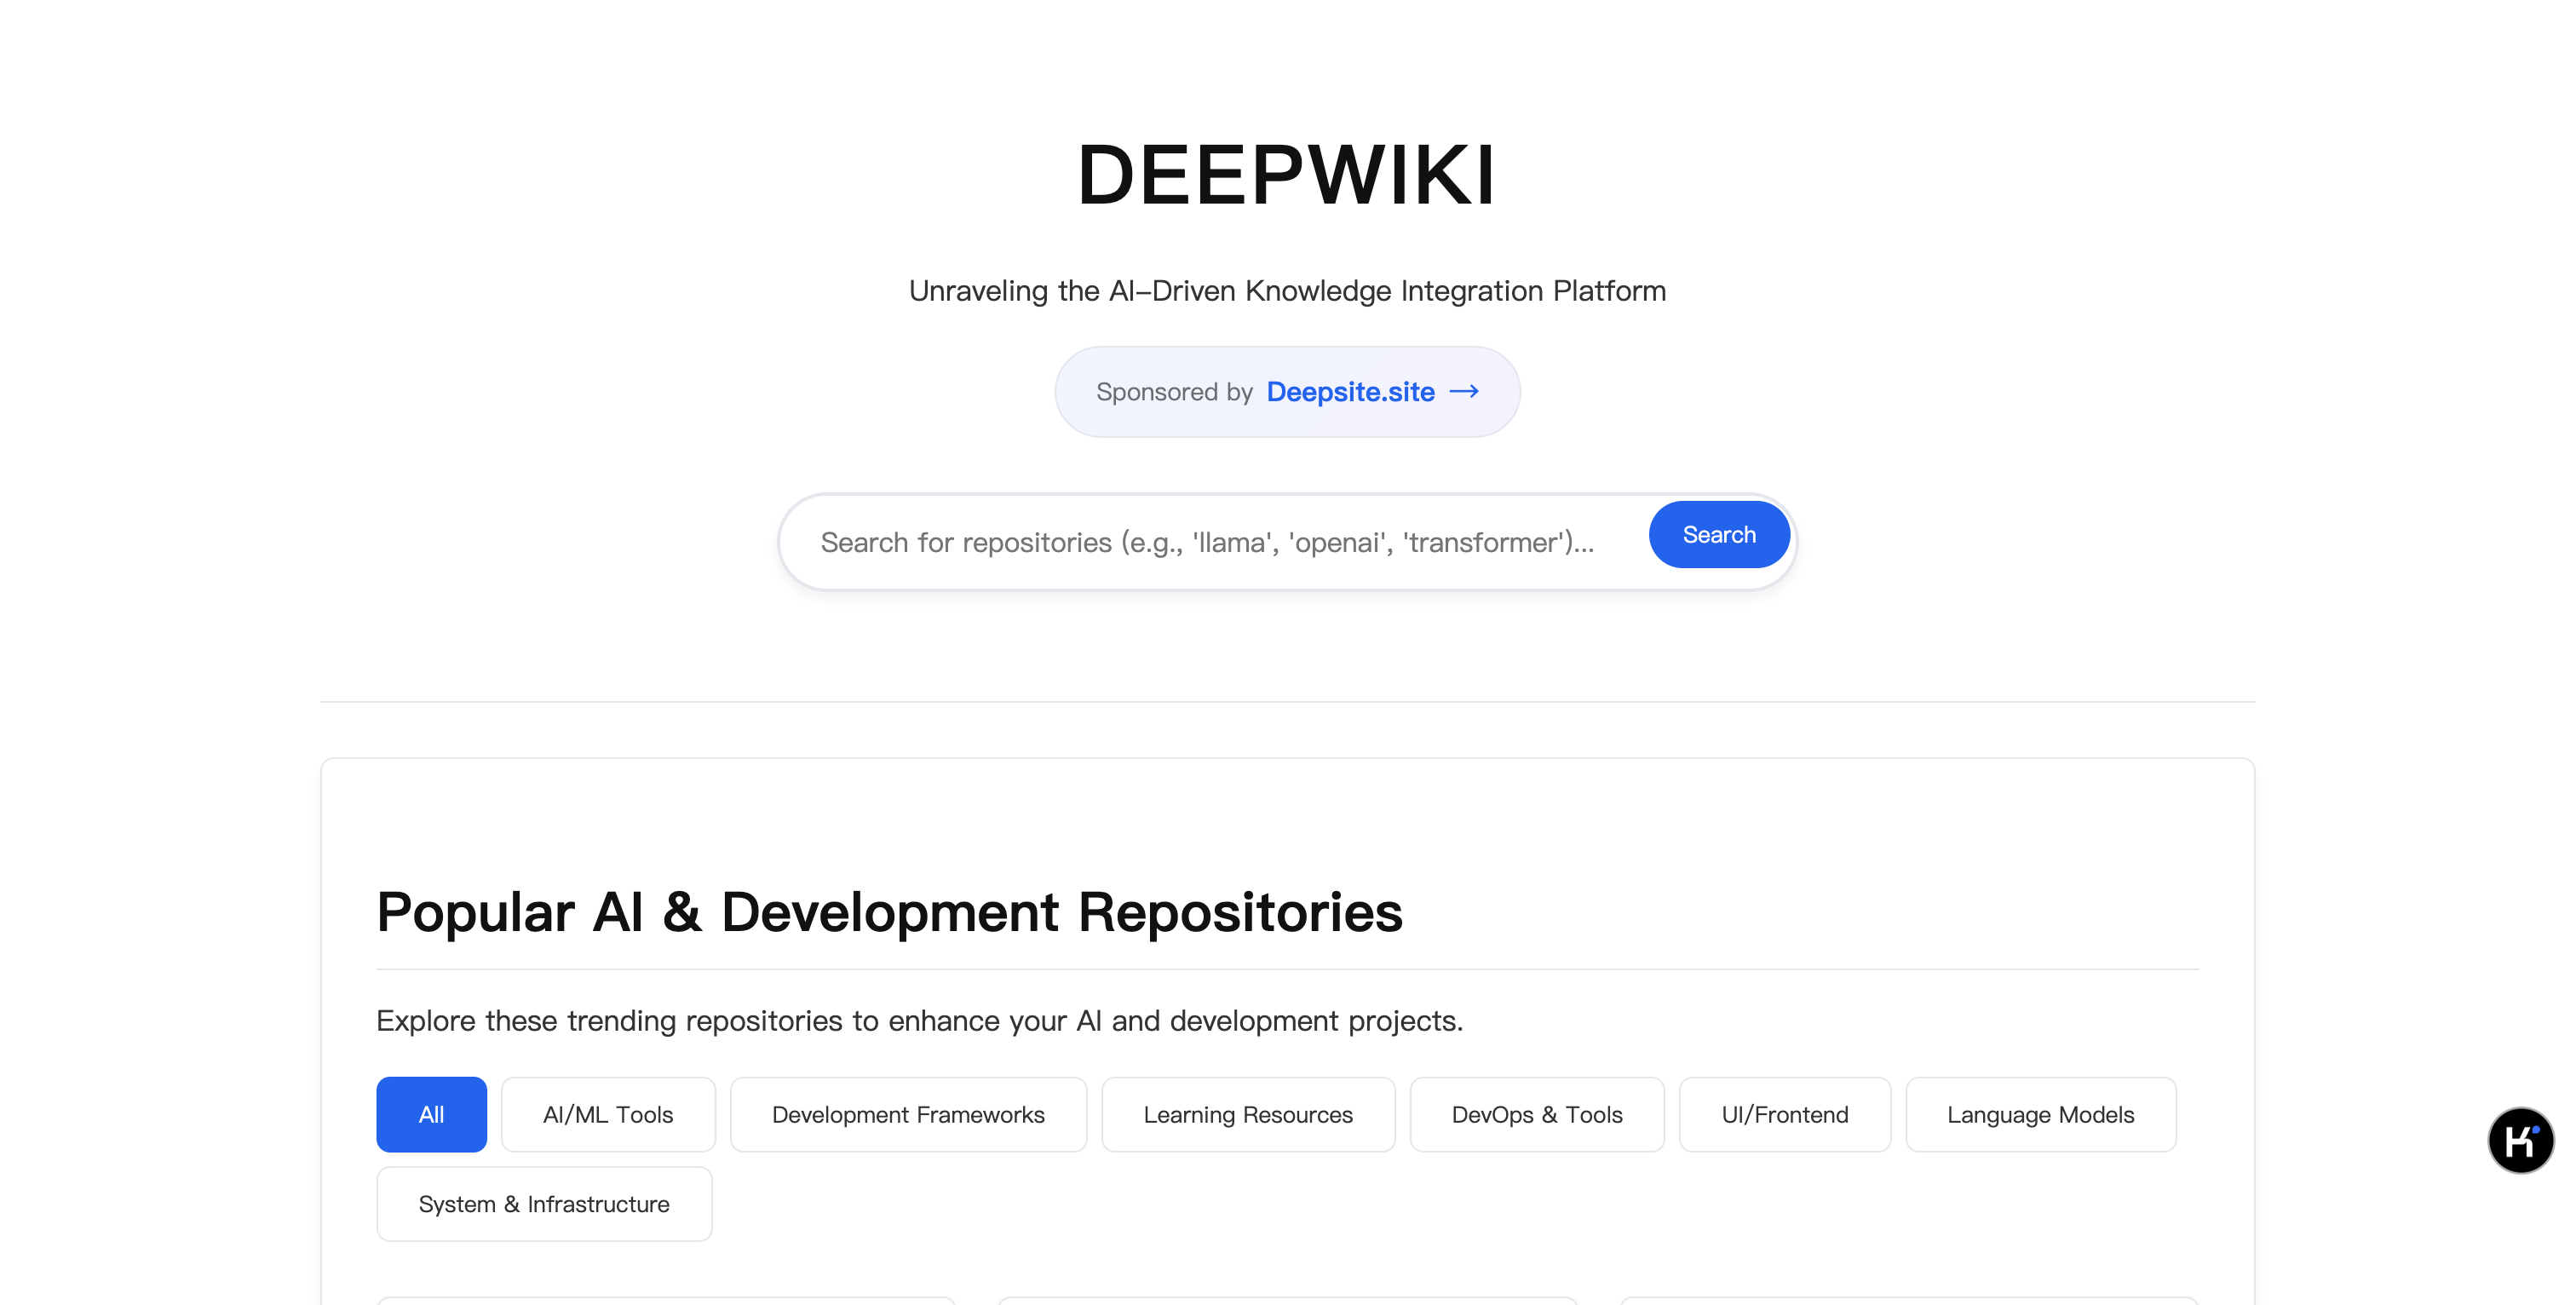 DEEPWIKI
Unraveling the AI-Driven Knowledge Integration Platform
Sponsored by Deepsite.site →
Search for repositories (e.g., 'llama', 'openai', 'transformer')...
Search
Popular AI & Development Repositories
Explore these trending repositories to enhance your AI and development projects.
All
AI/ML Tools
Development Frameworks
Learning Resources
DevOps & Tools
UI/Frontend
Language Models
K
System & Infrastructure